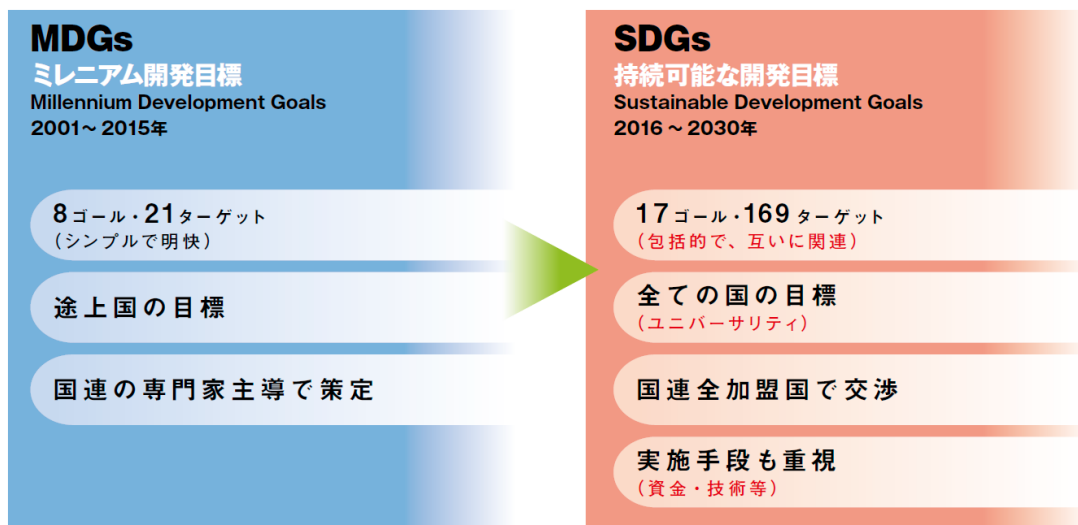 MDGs
ミレニアム開発目標
Millennium Development Goals
2001～2015年
8ゴール・21ターゲット
（シンプルで明快）
途上国の目標
国連の専門家主導で策定
SDGs
持続可能な開発目標
Sustainable Development Goals
2016～2030年
17ゴール・169ターゲット
（包括的で、互いに関連）
全ての国の目標
（ユニバーサリティ）
国連全加盟国で交渉
実施手段も重視
（資金・技術等）